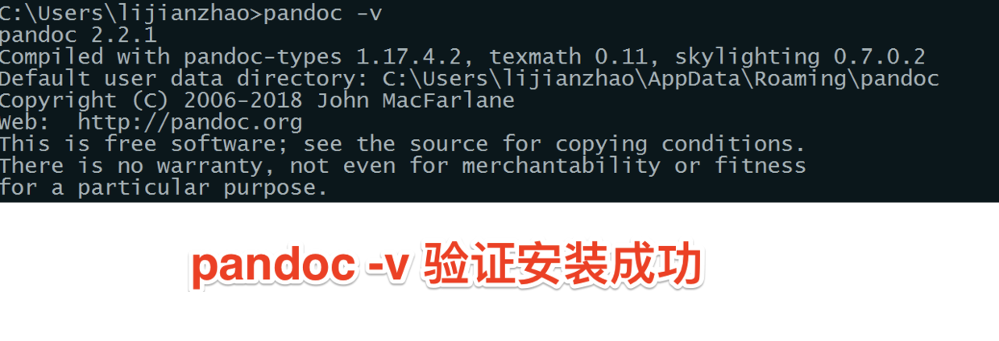 C:\Users\lijianzhao>pandoc -v
pandoc 2.2.1
Compiled with pandoc-types 1.17.4.2, texmath 0.11, skylighting 0.7.0.2
Default user data directory: C:\Users\lijianzhao\AppData\Roaming\pandoc
Copyright (C) 2006-2018 John MacFarlane
Web:  http://pandoc.org
This is free software; see the source for copying conditions.
There is no warranty, not even for merchantability or fitness
for a particular purpose.
pandoc -v 验证安装成功